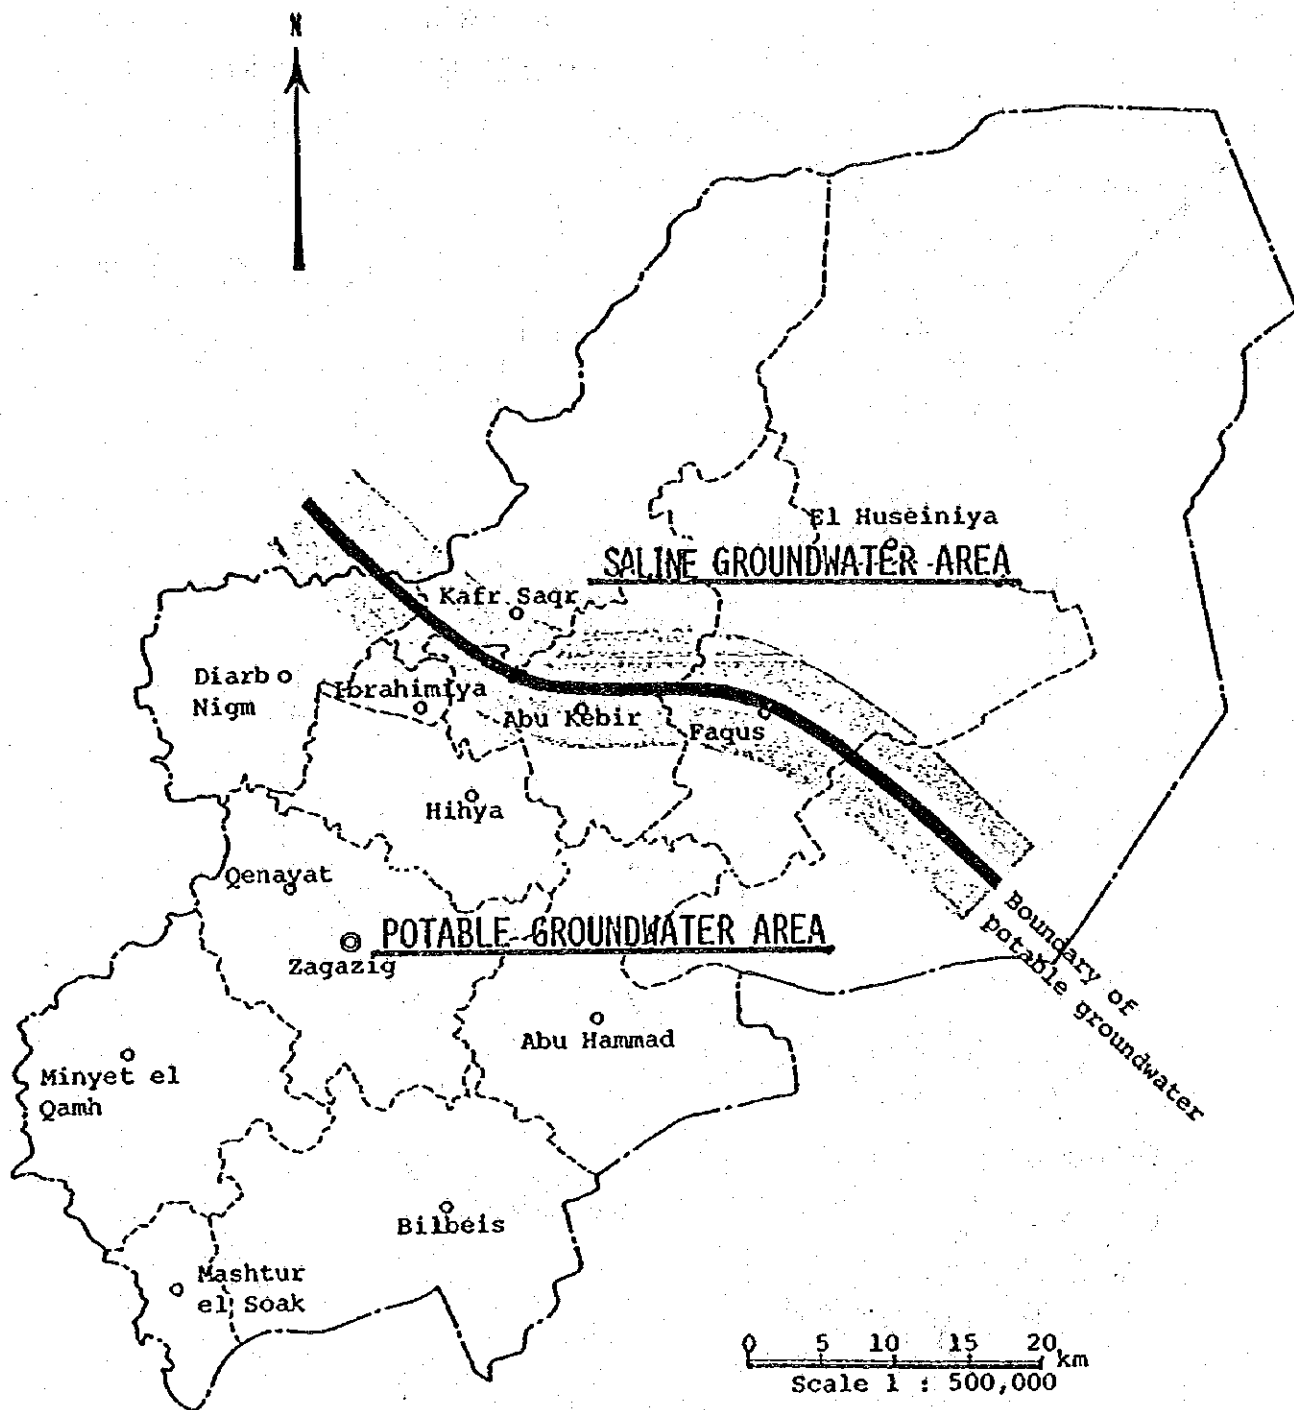 N
El Huseiniya
SALINE GROUNDWATER AREA
Kafr Saqr
Diarb
Nigm
Ibrahimiya
Abu Kebir
Faqus
Hihya
Qenayat
POTABLE GROUNDWATER AREA
Zagazig
Boundary of
potable groundwater
Abu Hammad
Minyet el
Qamh
Bilbeis
Mashtur
el Soak
0 5 10 15 20 km
Scale 1 : 500,000